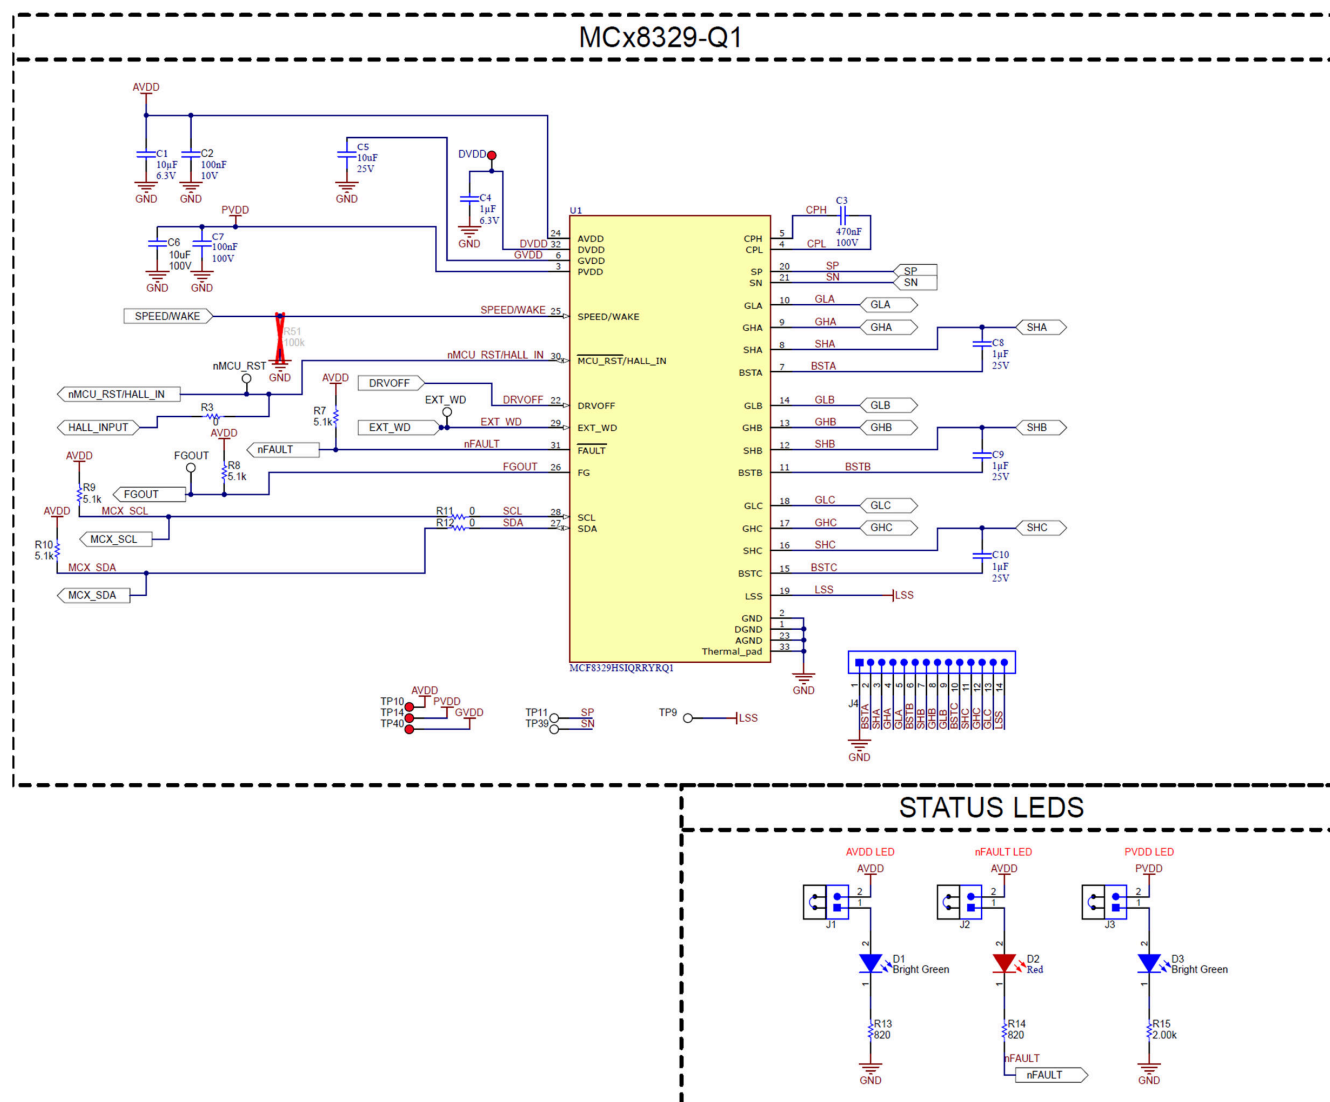 MCx8329-Q1
AVDD
C1
10µF
6.3V
GND
C2
100nF
10V
GND
C5
10uF
25V
GND
DVDD
C4
1µF
6.3V
GND
PVDD
C6
10uF
100V
GND
C7
100nF
100V
GND
U1
24 AVDD
DVDD 32 DVDD
GVDD 6 GVDD
3 PVDD
SPEED/WAKE
SPEED/WAKE 25 SPEED/WAKE
R51
100k
GND
nMCU_RST/HALL_IN 30 MCU_RST/HALL_IN
nMCU_RST
nMCU_RST/HALL_IN
HALL_INPUT
R3
0
AVDD
R7
5.1k
DRVOFF
DRVOFF 22 DRVOFF
EXT_WD
EXT_WD
EXT_WD 29 EXT_WD
nFAULT
nFAULT 31 FAULT
AVDD
R8
5.1k
FGOUT
FGOUT
FGOUT 26 FG
AVDD
R9
5.1k
MCX_SCL
R11 0
SCL 28 SCL
MCX_SCL
AVDD
R10
5.1k
MCX_SDA
R12 0
SDA 27 SDA
MCX_SDA
CPH 5 CPH
CPL 4 CPL
C3
470nF
100V
SP 20 SP SP
SN 21 SN SN
GLA 10 GLA GLA
GHA 9 GHA GHA
SHA 8 SHA SHA
BSTA 7 BSTA
C8
1µF
25V
GLB 14 GLB GLB
GHB 13 GHB GHB
SHB 12 SHB SHB
BSTB 11 BSTB
C9
1µF
25V
GLC 18 GLC GLC
GHC 17 GHC GHC
SHC 16 SHC SHC
BSTC 15 BSTC
C10
1µF
25V
LSS 19 LSS LSS
GND 2
DGND 1
AGND 23
Thermal_pad 33
GND
MCF8329HSIQRRYRQ1
TP10 AVDD
TP14 PVDD
TP40 GVDD
TP11 SP
TP39 SN
TP9 LSS
J4
1 2 3 4 5 6 7 8 9 10 11 12 13 14
BSTA SHA GHA GLA BSTB SHB GHB GLB BSTC SHC GHC GLC LSS
GND
STATUS LEDS
AVDD LED
AVDD
2
1
J1
2
D1
Bright Green
1
R13
820
GND
nFAULT LED
AVDD
2
1
J2
2
D2
Red
1
R14
820
nFAULT
nFAULT
PVDD LED
PVDD
2
1
J3
2
D3
Bright Green
1
R15
2.00k
GND